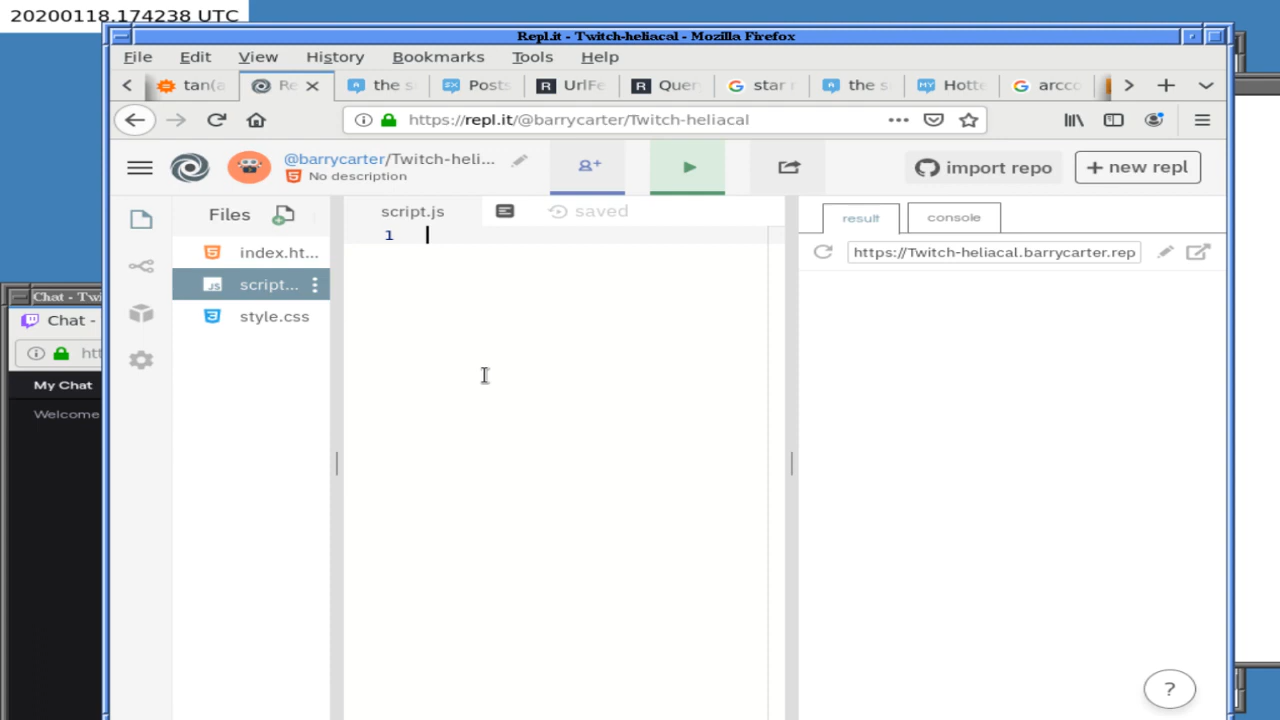 20200118.174238 UTC
Repl.it - Twitch-heliacal - Mozilla Firefox
File Edit View History Bookmarks Tools Help
tan(a Re the s Posts UrlFe Quer star the s Hotte arcco
https://repl.it/@barrycarter/Twitch-heliacal
@barrycarter/Twitch-heli...
No description
import repo
+ new repl
Files
script.js
saved
result
console
1
index.ht...
https://Twitch-heliacal.barrycarter.rep
script...
style.css
Chat - Twi
Chat -
htt
My Chat
Welcome
?